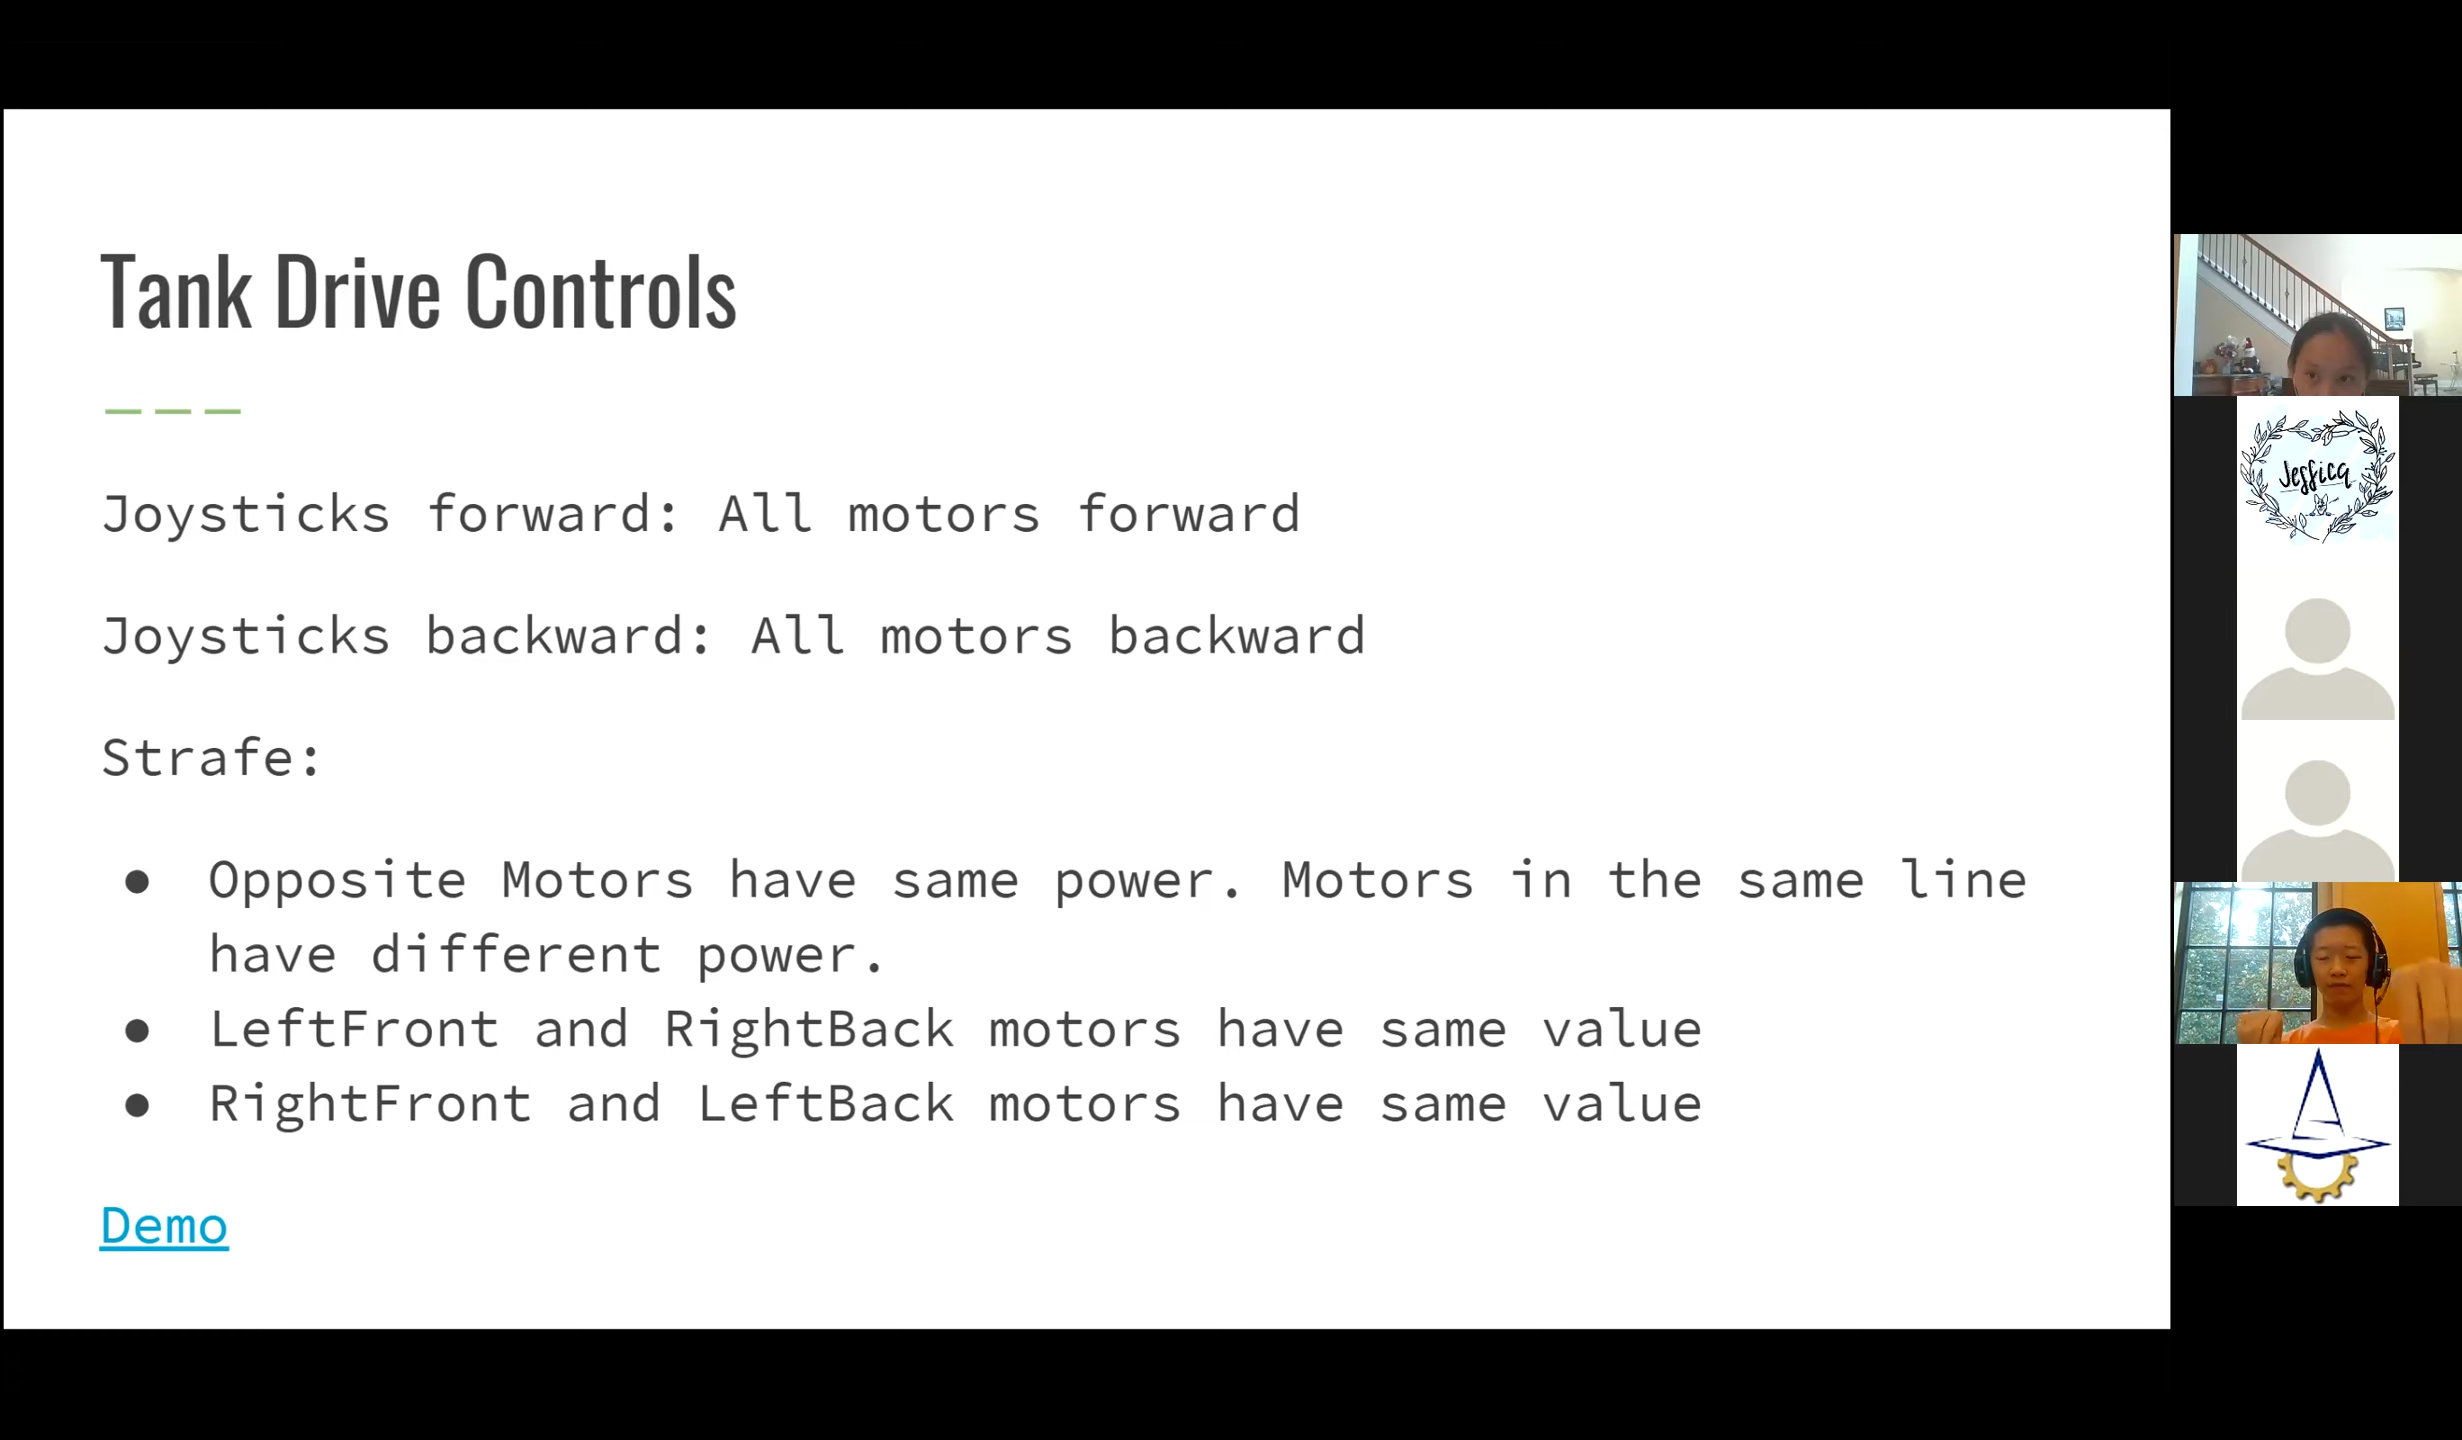 Tank Drive Controls
Joysticks forward: All motors forward
Joysticks backward: All motors backward
Strafe:
● Opposite Motors have same power. Motors in the same line
have different power.
● LeftFront and RightBack motors have same value
● RightFront and LeftBack motors have same value
Demo
Jessica